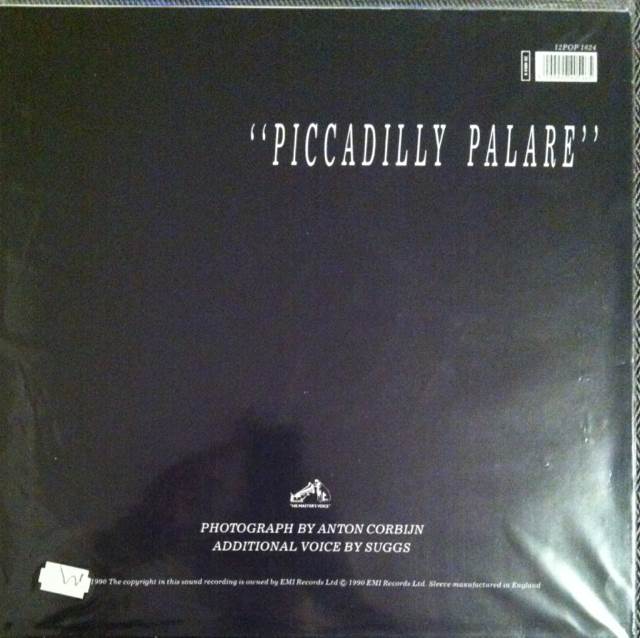 12POP 1624
“PICCADILLY PALARE”
"HIS MASTER'S VOICE"
PHOTOGRAPH BY ANTON CORBIJN
ADDITIONAL VOICE BY SUGGS
1990 The copyright in this sound recording is owned by EMI Records Ltd © 1990 EMI Records Ltd. Sleeve manufactured in England